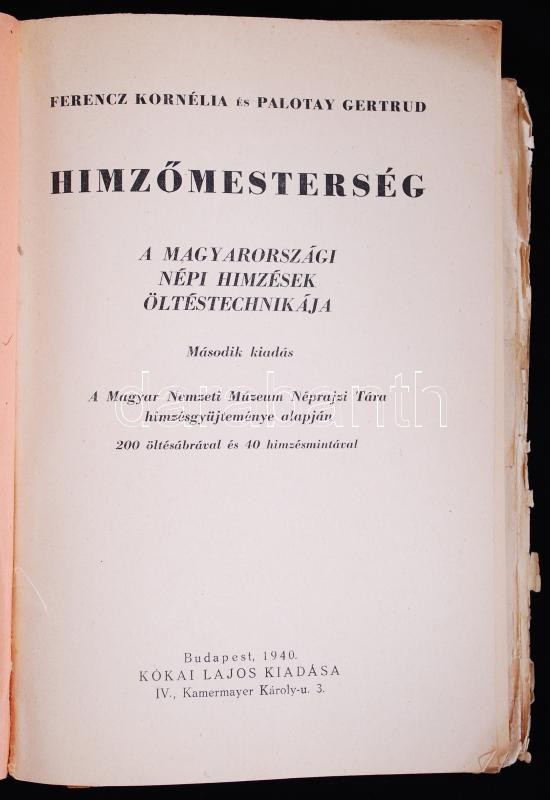 FERENCZ KORNÉLIA ÉS PALOTAY GERTRUD
HIMZŐMESTERSÉG
A MAGYARORSZÁGI
NÉPI HIMZÉSEK
ÖLTÉSTECHNIKÁJA
Második kiadás
A Magyar Nemzeti Múzeum Néprajzi Tára
himzésgyüjteménye alapján
200 öltésábrával és 40 himzésmintával
darabanth
Budapest, 1940.
KÓKAI LAJOS KIADÁSA
IV., Kamermayer Károly-u. 3.